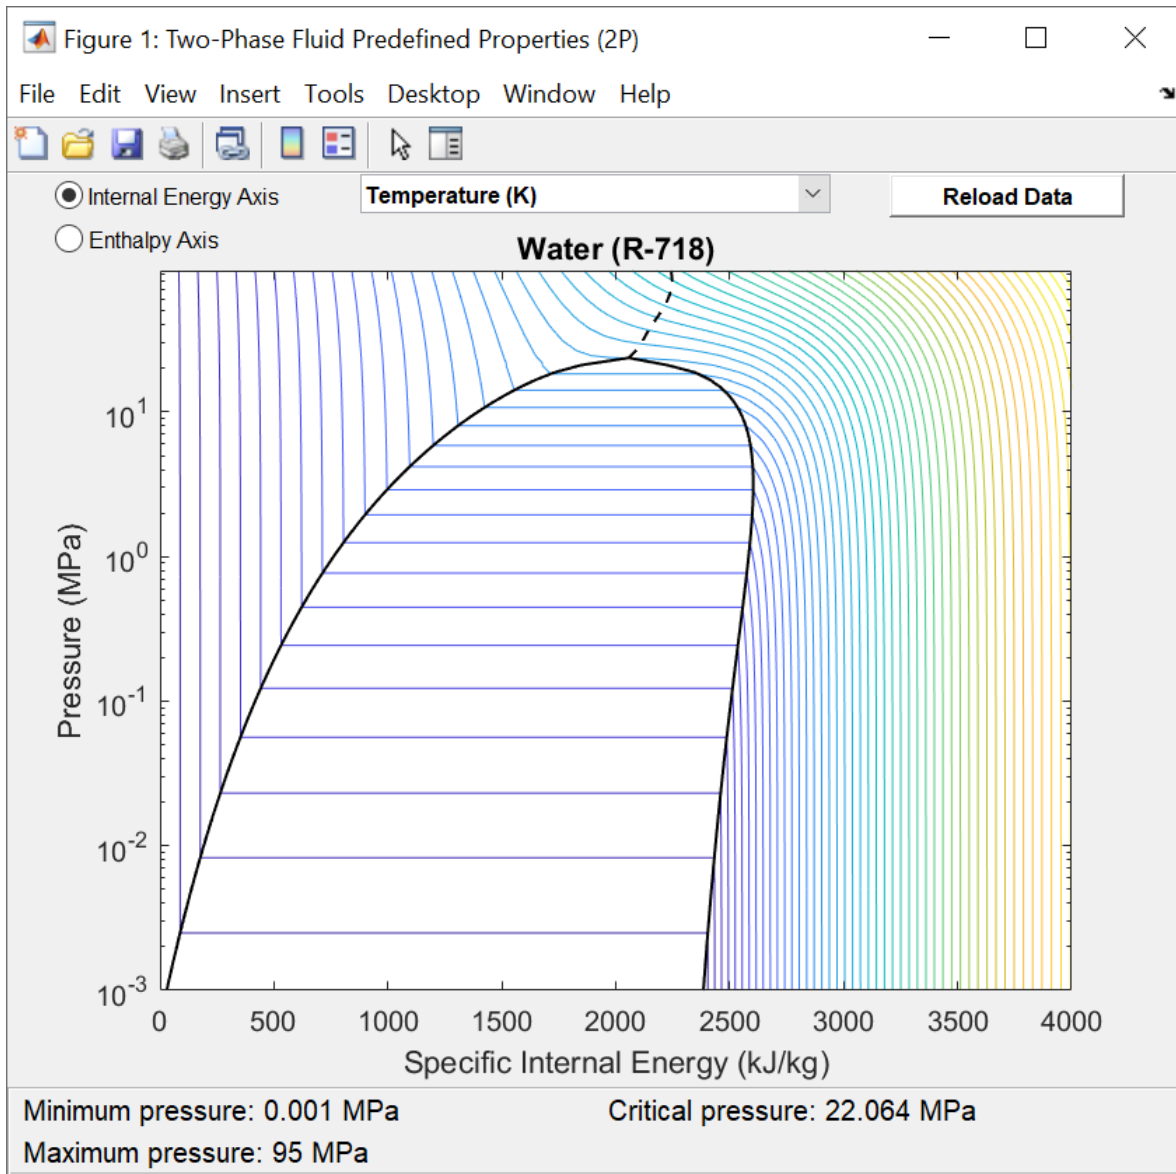 Figure 1: Two-Phase Fluid Predefined Properties (2P)
File Edit View Insert Tools Desktop Window Help
Internal Energy Axis
Temperature (K)
Reload Data
Enthalpy Axis
Water (R-718)
10^1
10^0
10^-1
10^-2
10^-3
Pressure (MPa)
0 500 1000 1500 2000 2500 3000 3500 4000
Specific Internal Energy (kJ/kg)
Minimum pressure: 0.001 MPa
Critical pressure: 22.064 MPa
Maximum pressure: 95 MPa